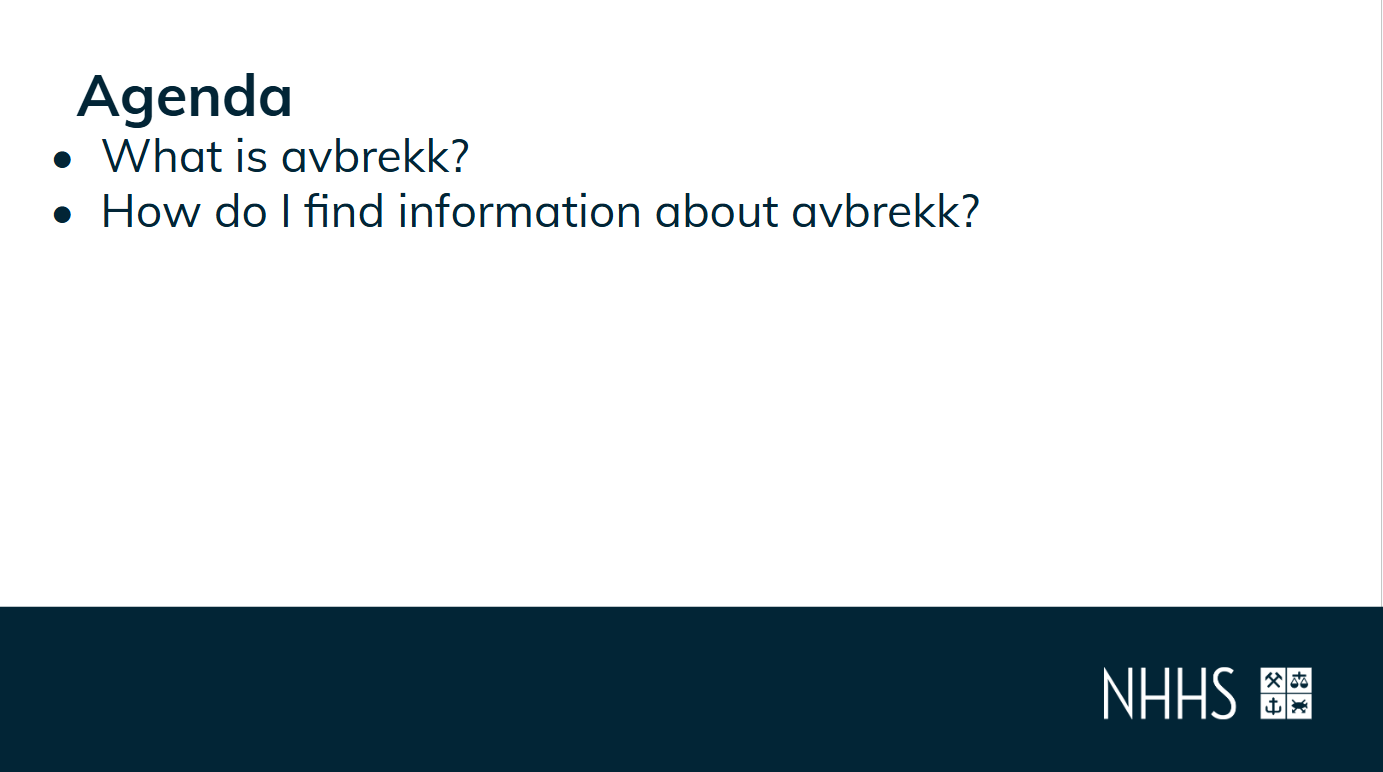 Agenda
• What is avbrekk?
• How do I find information about avbrekk?
NHHS